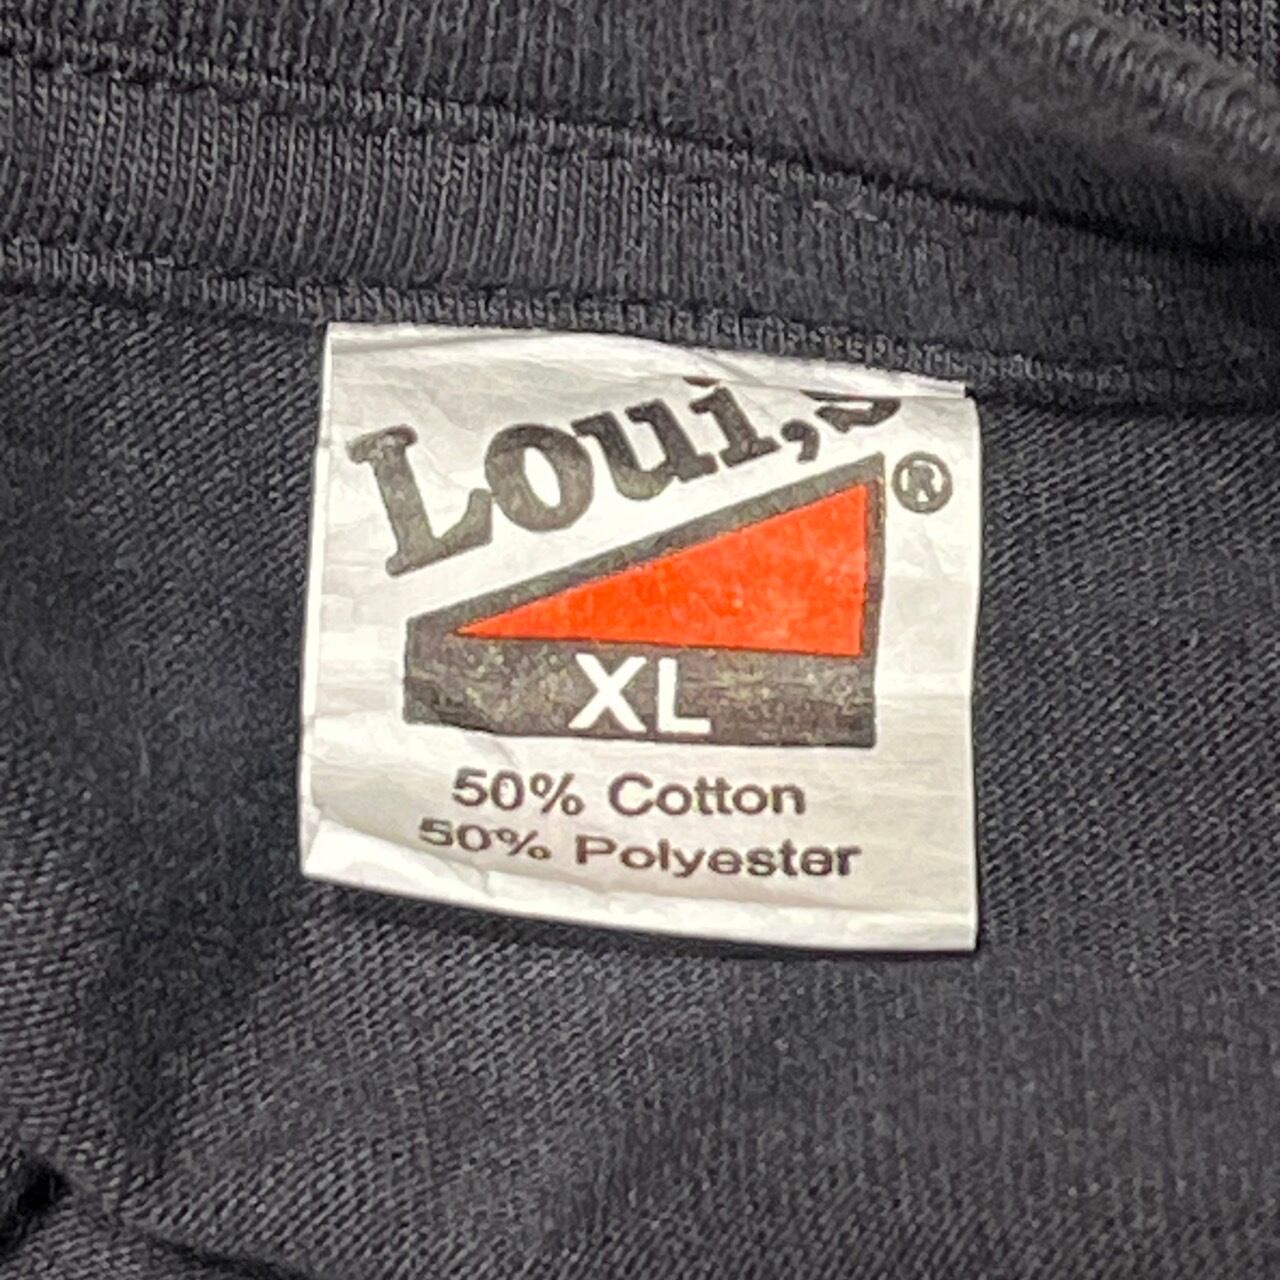 Loui,s
®
XL
50% Cotton
50% Polyester